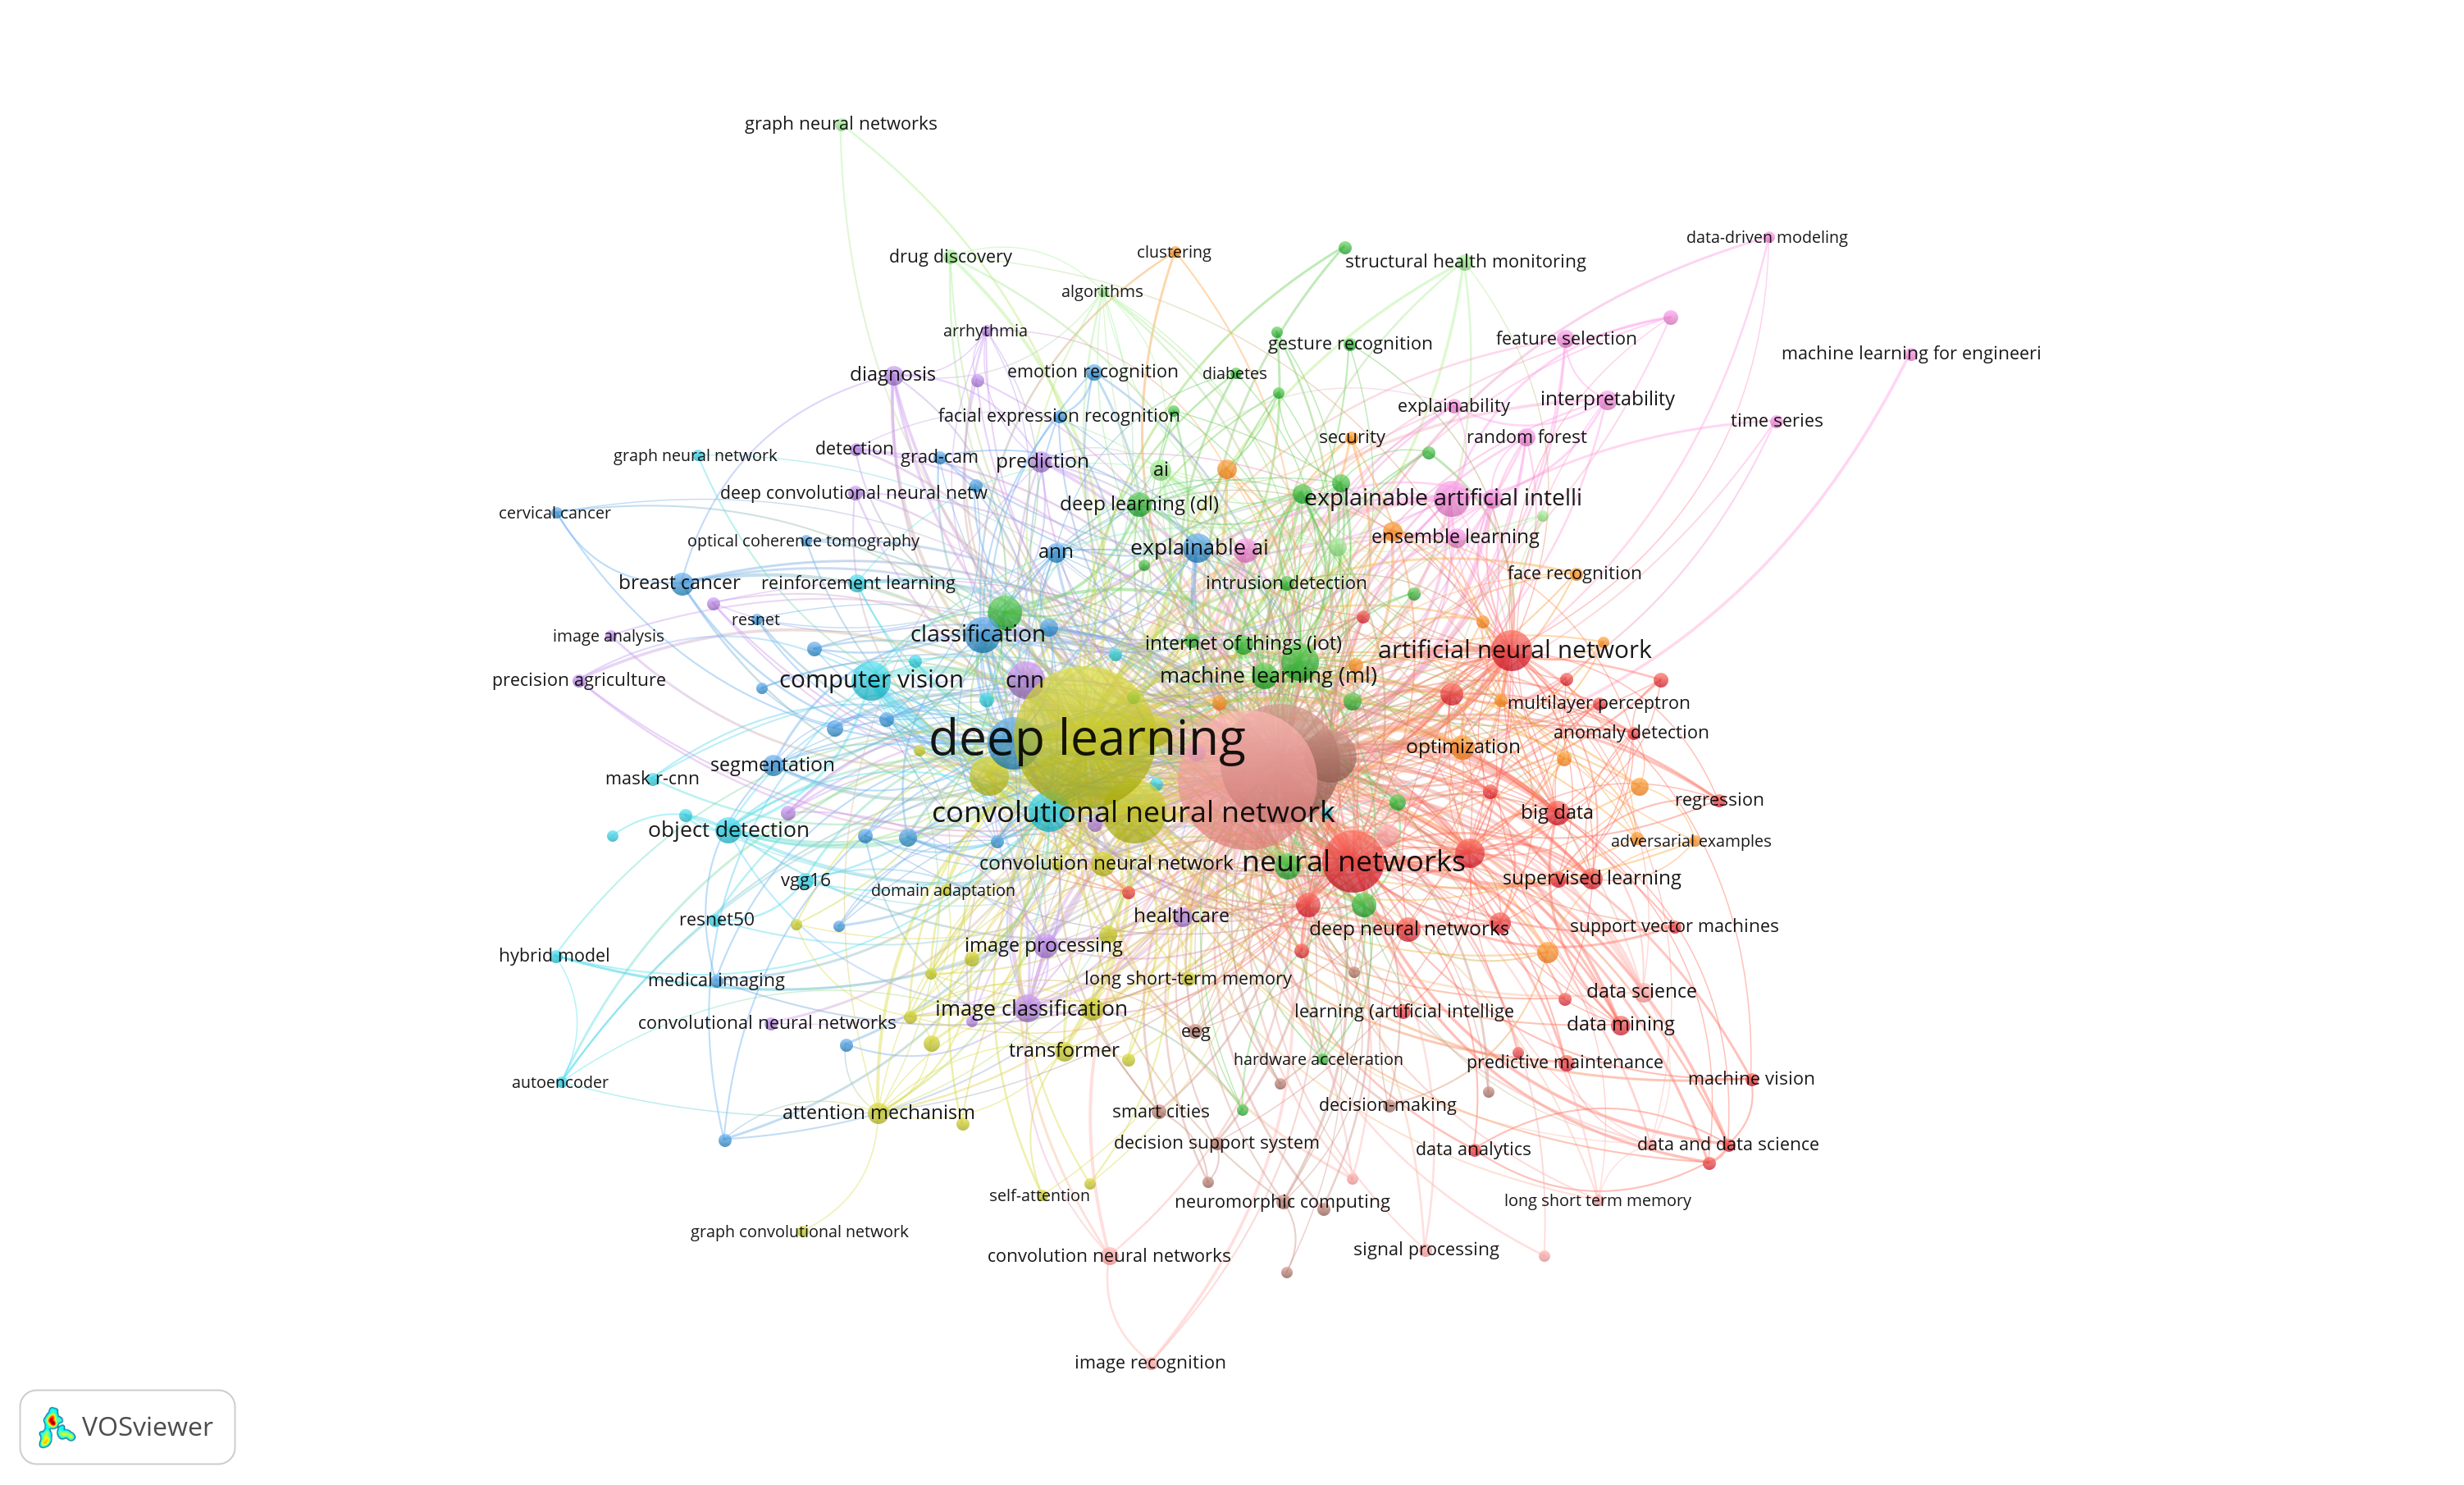 graph neural networks
data-driven modeling
clustering
drug discovery
structural health monitoring
algorithms
arrhythmia
feature selection
gesture recognition
machine learning for engineeri
diagnosis
emotion recognition
diabetes
interpretability
explainability
facial expression recognition
time series
security
random forest
detection
graph neural network
grad-cam
prediction
ai
deep convolutional neural netw
explainable artificial intelli
deep learning (dl)
cervical cancer
ensemble learning
optical coherence tomography
explainable ai
ann
face recognition
breast cancer
reinforcement learning
intrusion detection
resnet
classification
image analysis
internet of things (iot)
artificial neural network
machine learning (ml)
precision agriculture
computer vision
cnn
multilayer perceptron
anomaly detection
deep learning
optimization
segmentation
mask r-cnn
regression
convolutional neural network
big data
object detection
adversarial examples
neural networks
convolution neural network
vgg16
supervised learning
domain adaptation
healthcare
resnet50
support vector machines
deep neural networks
image processing
hybrid model
medical imaging
long short-term memory
data science
image classification
learning (artificial intellige
convolutional neural networks
data mining
eeg
transformer
hardware acceleration
predictive maintenance
machine vision
autoencoder
attention mechanism
smart cities
decision-making
decision support system
data analytics
data and data science
self-attention
neuromorphic computing
long short term memory
graph convolutional network
convolution neural networks
signal processing
image recognition
VOSviewer